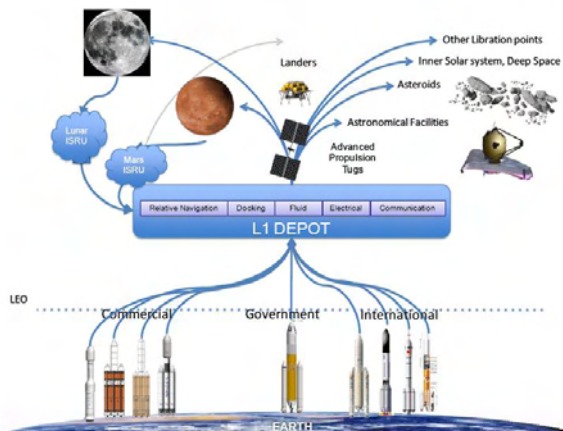 Other Libration points
Inner Solar system, Deep Space
Landers
Asteroids
Lunar
ISRU
Mars
ISRU
Astronomical Facilities
Advanced
Propulsion
Tugs
Relative Navigation
Docking
Fluid
Electrical
Communication
L1 DEPOT
LEO
Commercial
Government
International
EARTH